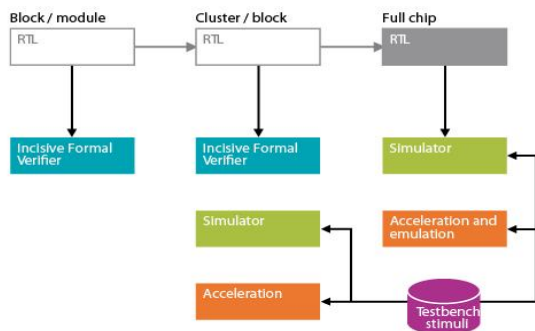 Block / module
Cluster / block
Full chip
RTL
RTL
RTL
Incisive Formal
Verifier
Incisive Formal
Verifier
Simulator
Simulator
Acceleration and
emulation
Acceleration
Testbench
stimuli